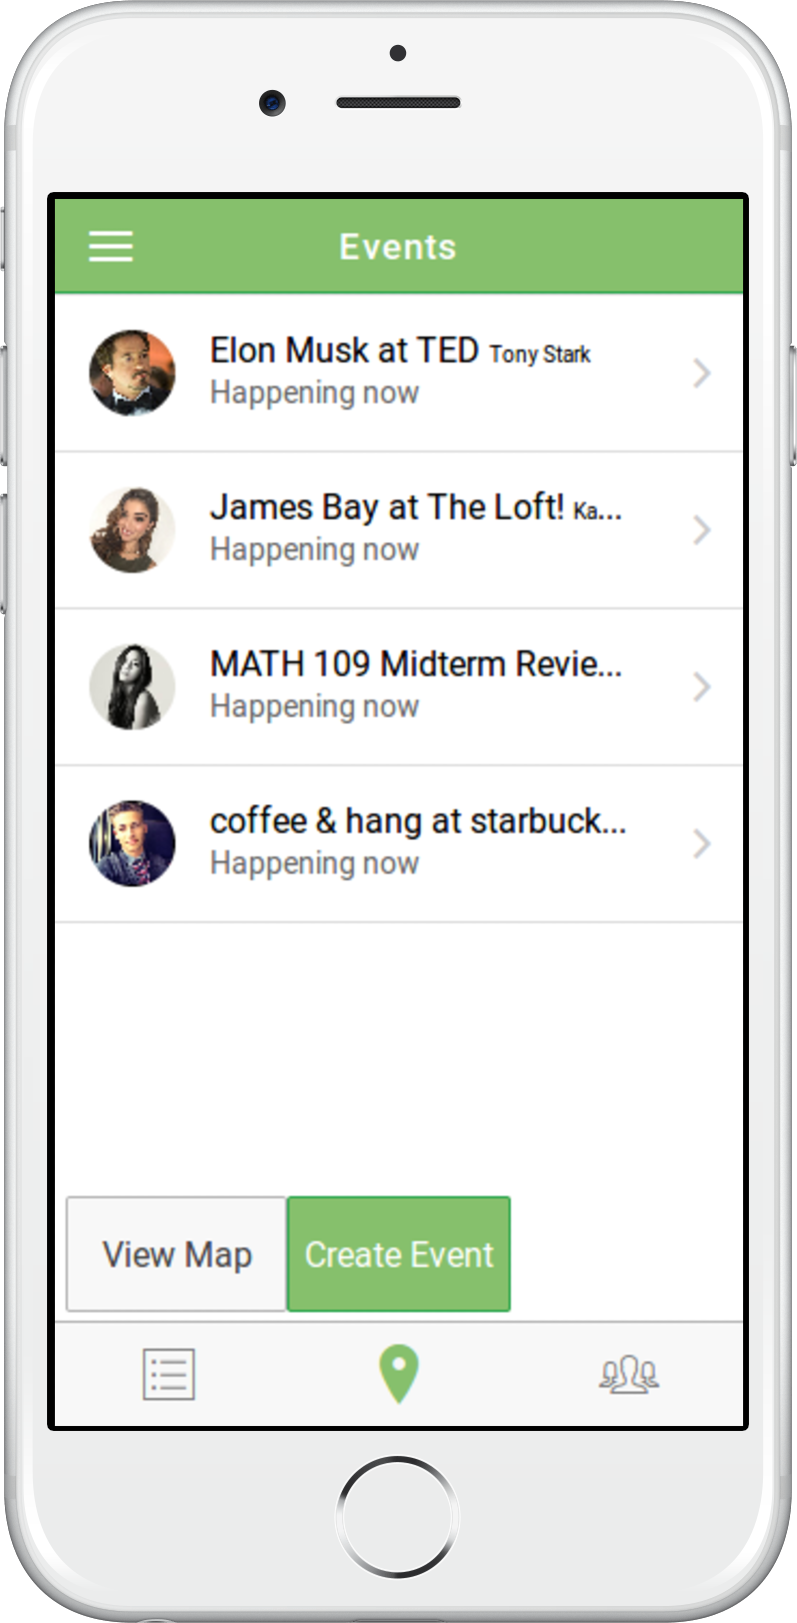 Events
Elon Musk at TED Tony Stark
Happening now
James Bay at The Loft! Ka...
Happening now
MATH 109 Midterm Revie...
Happening now
coffee & hang at starbuck...
Happening now
View Map
Create Event